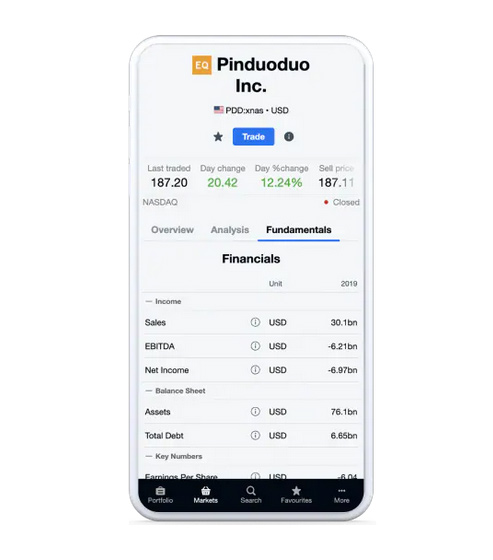 EQ Pinduoduo
Inc.
PDD:xnas • USD
Trade
Last traded Day change Day %change Sell price
187.20 20.42 12.24% 187.11
NASDAQ Closed
Overview Analysis Fundamentals
Financials
Unit 2019
— Income
Sales USD 30.1bn
EBITDA USD -6.21bn
Net Income USD -6.97bn
— Balance Sheet
Assets USD 76.1bn
Total Debt USD 6.65bn
— Key Numbers
Earnings Per Share USD -6.04
Portfolio Markets Search Favourites More